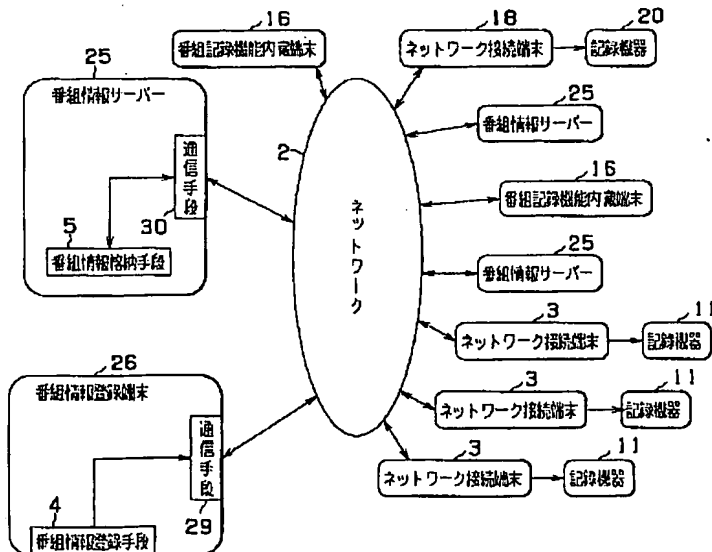 16
番組記録機能内蔵端末
18
ネットワーク接続端末
20
記録機器
25
番組情報サーバー
通信手段
30
5
番組情報格納手段
2
ネットワーク
25
番組情報サーバー
16
番組記録機能内蔵端末
25
番組情報サーバー
3
ネットワーク接続端末
11
記録機器
26
番組情報登録端末
通信手段
29
4
番組情報登録手段
3
ネットワーク接続端末
11
記録機器
3
ネットワーク接続端末
11
記録機器